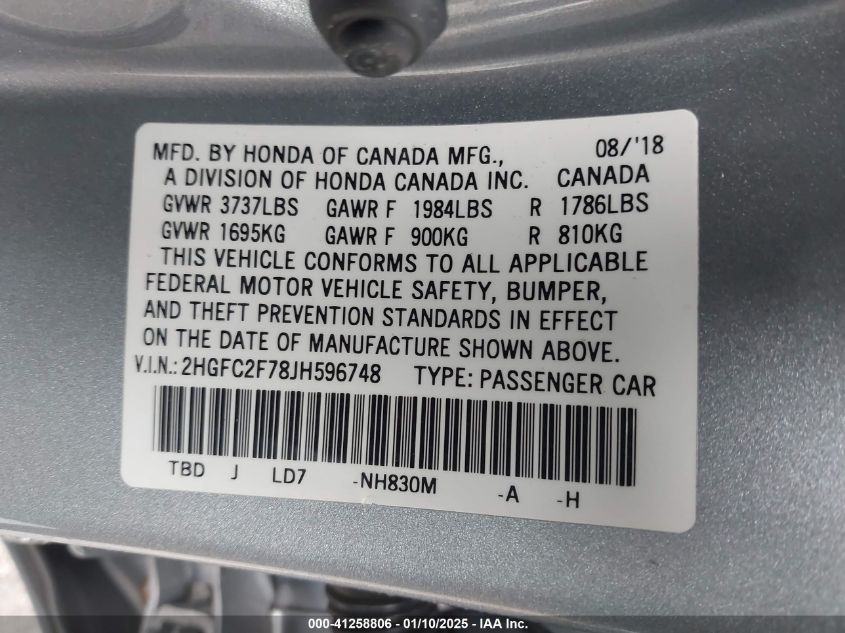 MFD. BY HONDA OF CANADA MFG., 08/'18
A DIVISION OF HONDA CANADA INC. CANADA
GVWR 3737LBS GAWR F 1984LBS R 1786LBS
GVWR 1695KG GAWR F 900KG R 810KG
THIS VEHICLE CONFORMS TO ALL APPLICABLE
FEDERAL MOTOR VEHICLE SAFETY, BUMPER,
AND THEFT PREVENTION STANDARDS IN EFFECT
ON THE DATE OF MANUFACTURE SHOWN ABOVE.
V.I.N.: 2HGFC2F78JH596748 TYPE: PASSENGER CAR
TBD J LD7 -NH830M -A -H
000-41258806 - 01/10/2025 - IAA Holdings, LLC.